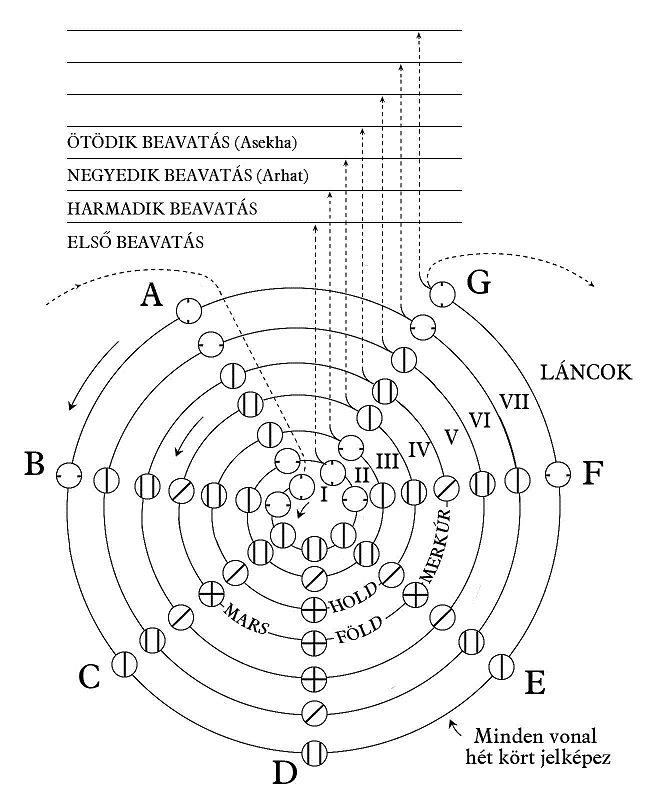 ÖTÖDIK BEAVATÁS (Asekha)
NEGYEDIK BEAVATÁS (Arhat)
HARMADIK BEAVATÁS
ELSŐ BEAVATÁS
A
G
LÁNCOK
VII
VI
V
IV
III
II
I
B
F
MERKÚR
HOLD
MARS
FÖLD
C
E
D
Minden vonal
hét kört jelképez